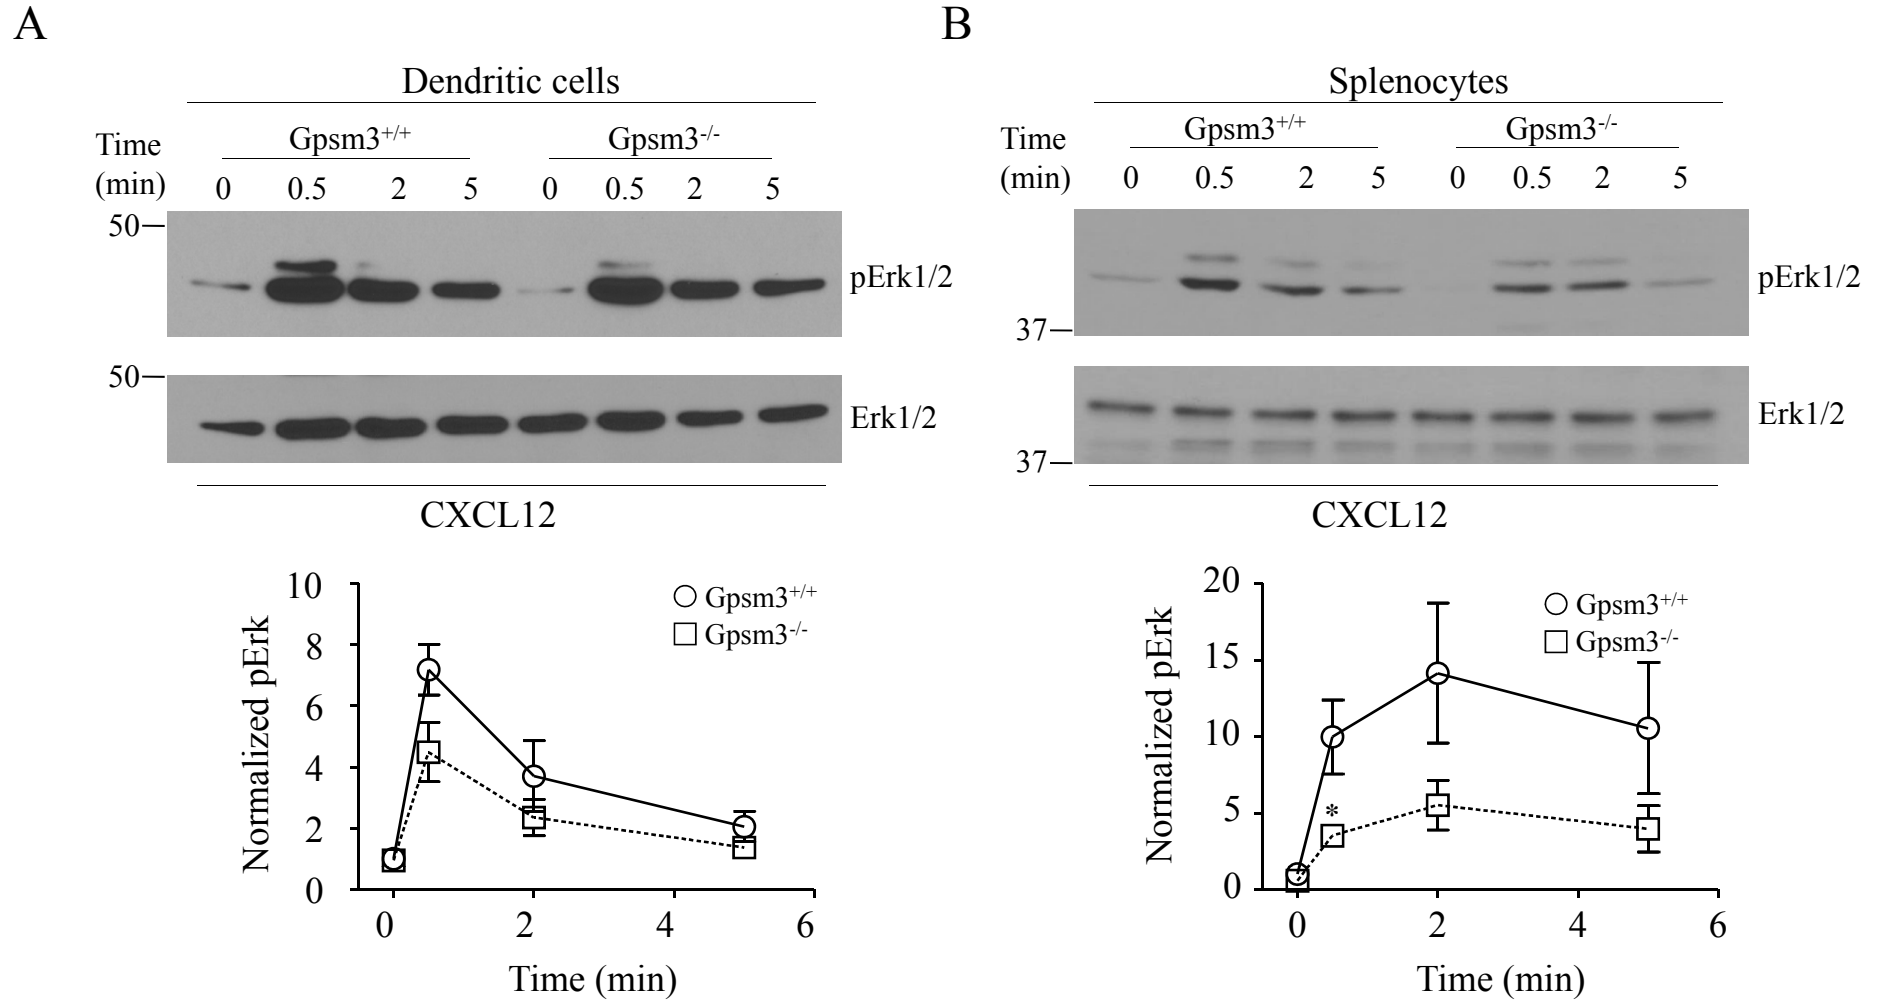 A
Dendritic cells
Time
(min)
Gpsm3+/+
Gpsm3-/-
0 0.5 2 5 0 0.5 2 5
50
pErk1/2
50
Erk1/2
CXCL12
Normalized pErk
10
8
6
4
2
0
Gpsm3+/+
Gpsm3-/-
0 2 4 6
Time (min)
B
Splenocytes
Time
(min)
Gpsm3+/+
Gpsm3-/-
0 0.5 2 5 0 0.5 2 5
pErk1/2
37
Erk1/2
37
CXCL12
Normalized pErk
20
15
10
5
0
Gpsm3+/+
Gpsm3-/-
*
0 2 4 6
Time (min)